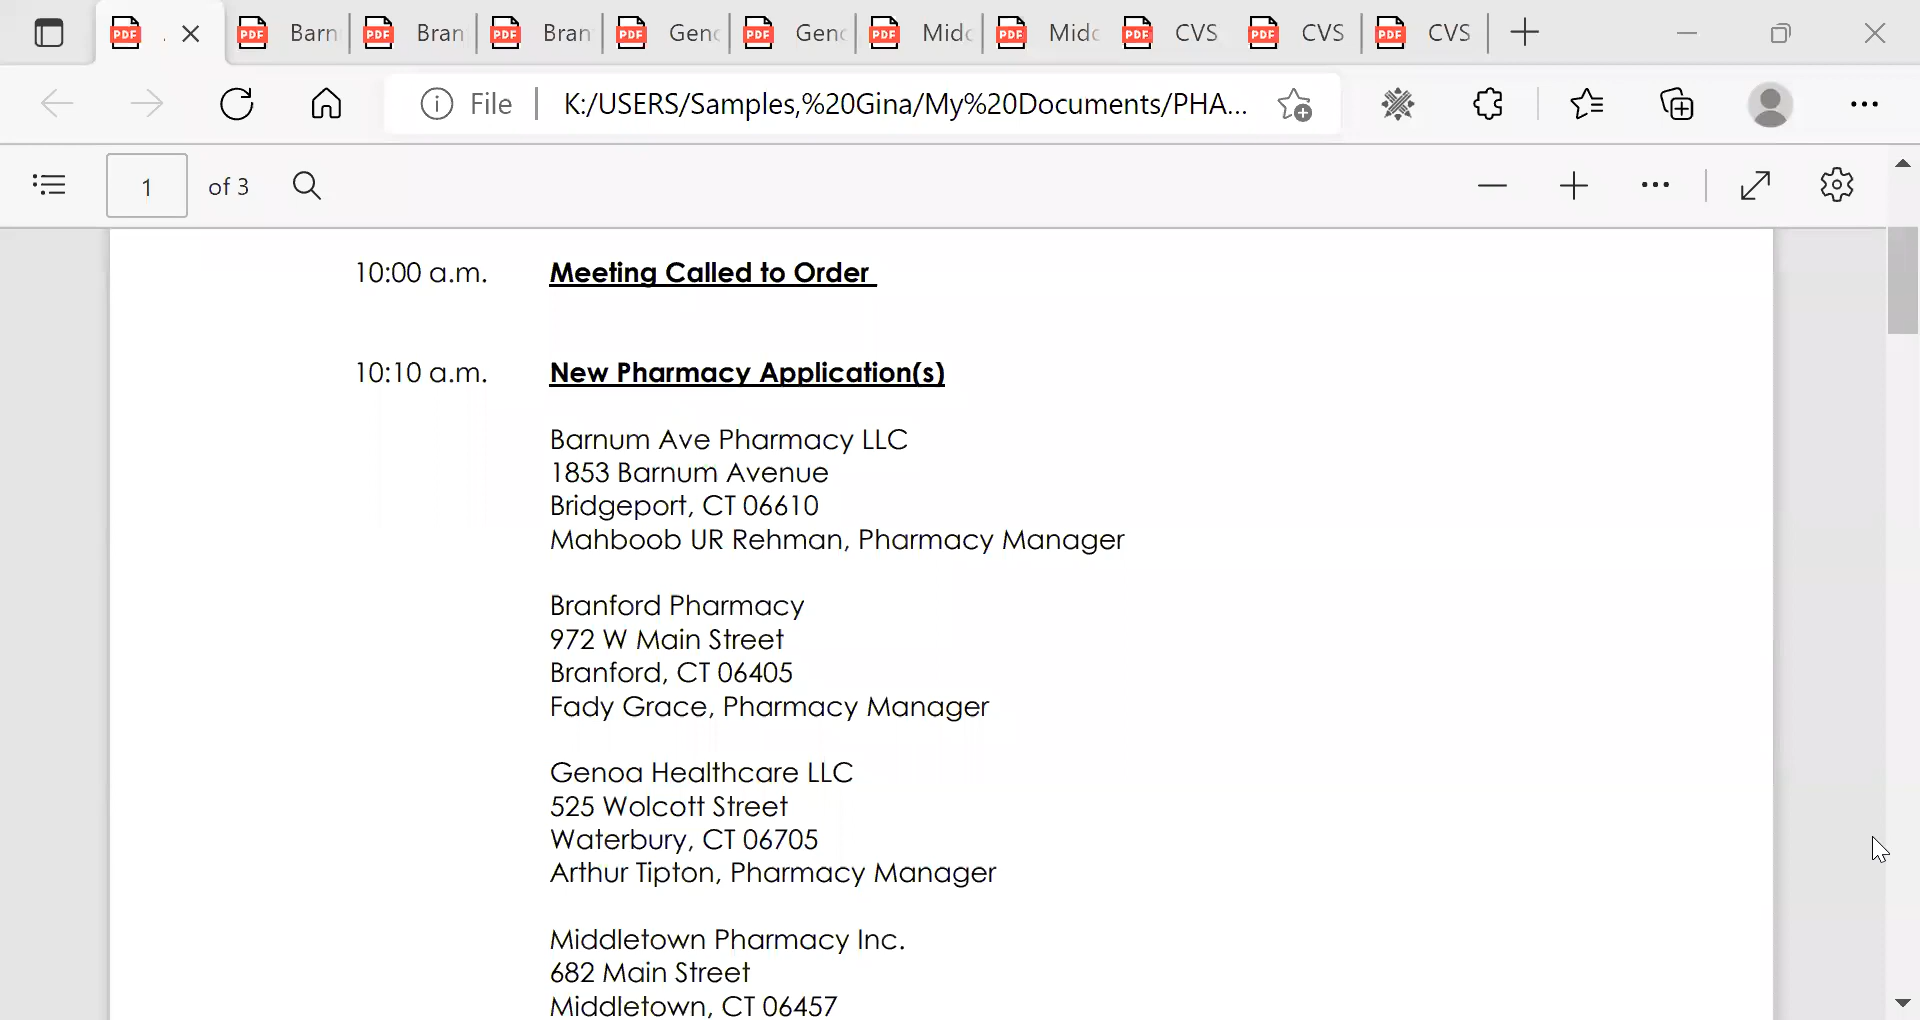 Barn Bran Bran Geno Geno Midd Midd CVS CVS CVS
File K:/USERS/Samples,%20Gina/My%20Documents/PHA...
1 of 3
10:00 a.m. Meeting Called to Order
10:10 a.m. New Pharmacy Application(s)
Barnum Ave Pharmacy LLC
1853 Barnum Avenue
Bridgeport, CT 06610
Mahboob UR Rehman, Pharmacy Manager
Branford Pharmacy
972 W Main Street
Branford, CT 06405
Fady Grace, Pharmacy Manager
Genoa Healthcare LLC
525 Wolcott Street
Waterbury, CT 06705
Arthur Tipton, Pharmacy Manager
Middletown Pharmacy Inc.
682 Main Street
Middletown, CT 06457